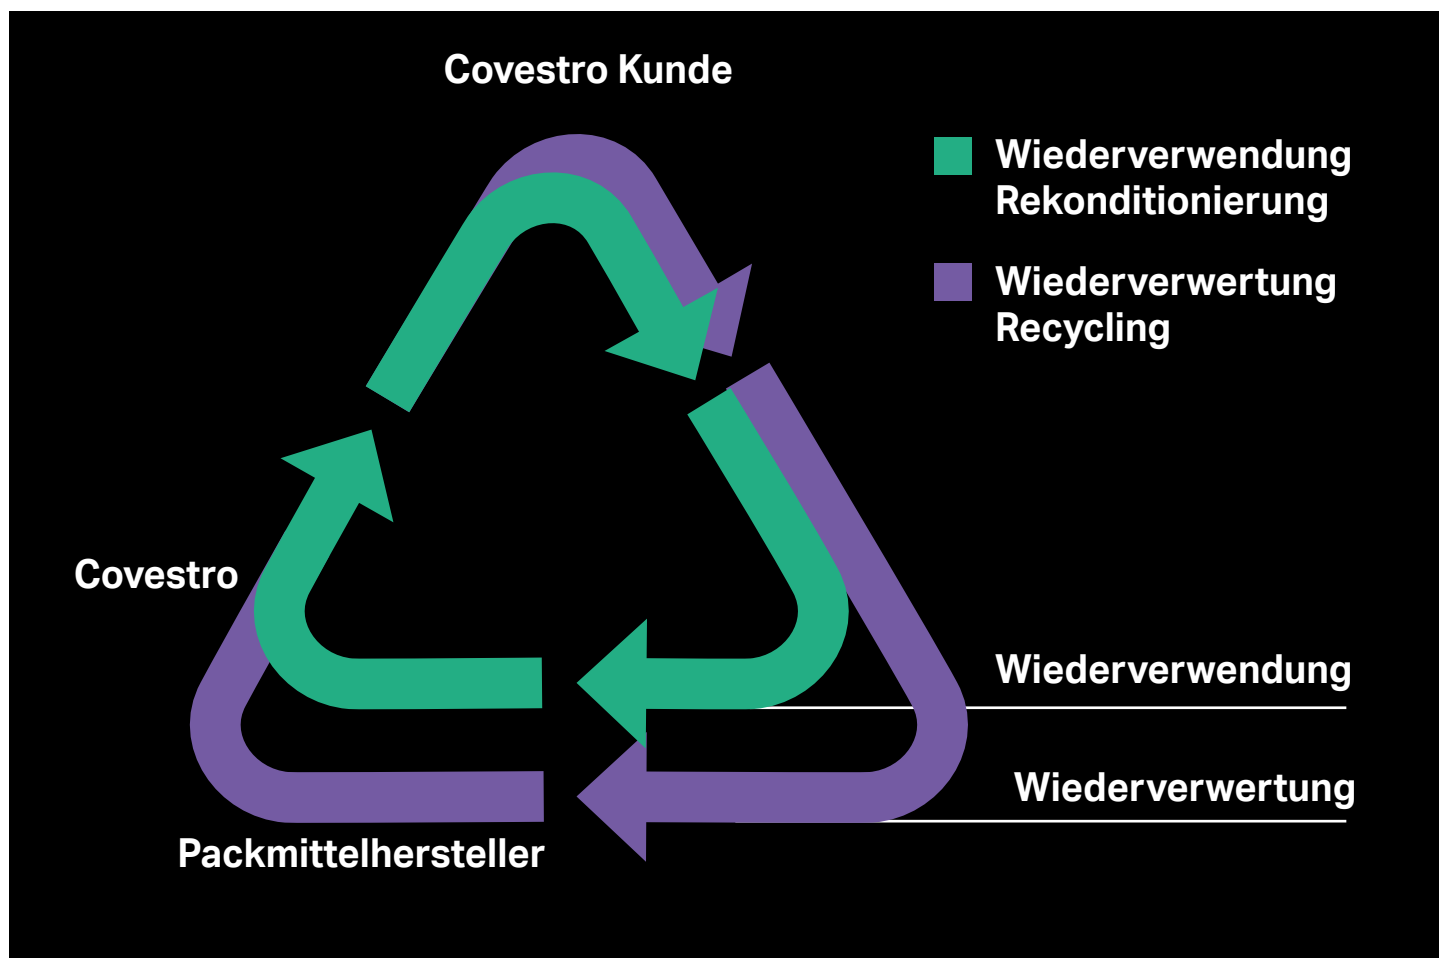 Covestro Kunde
Wiederverwendung
Rekonditionierung
Wiederverwertung
Recycling
Covestro
Wiederverwendung
Wiederverwertung
Packmittelhersteller